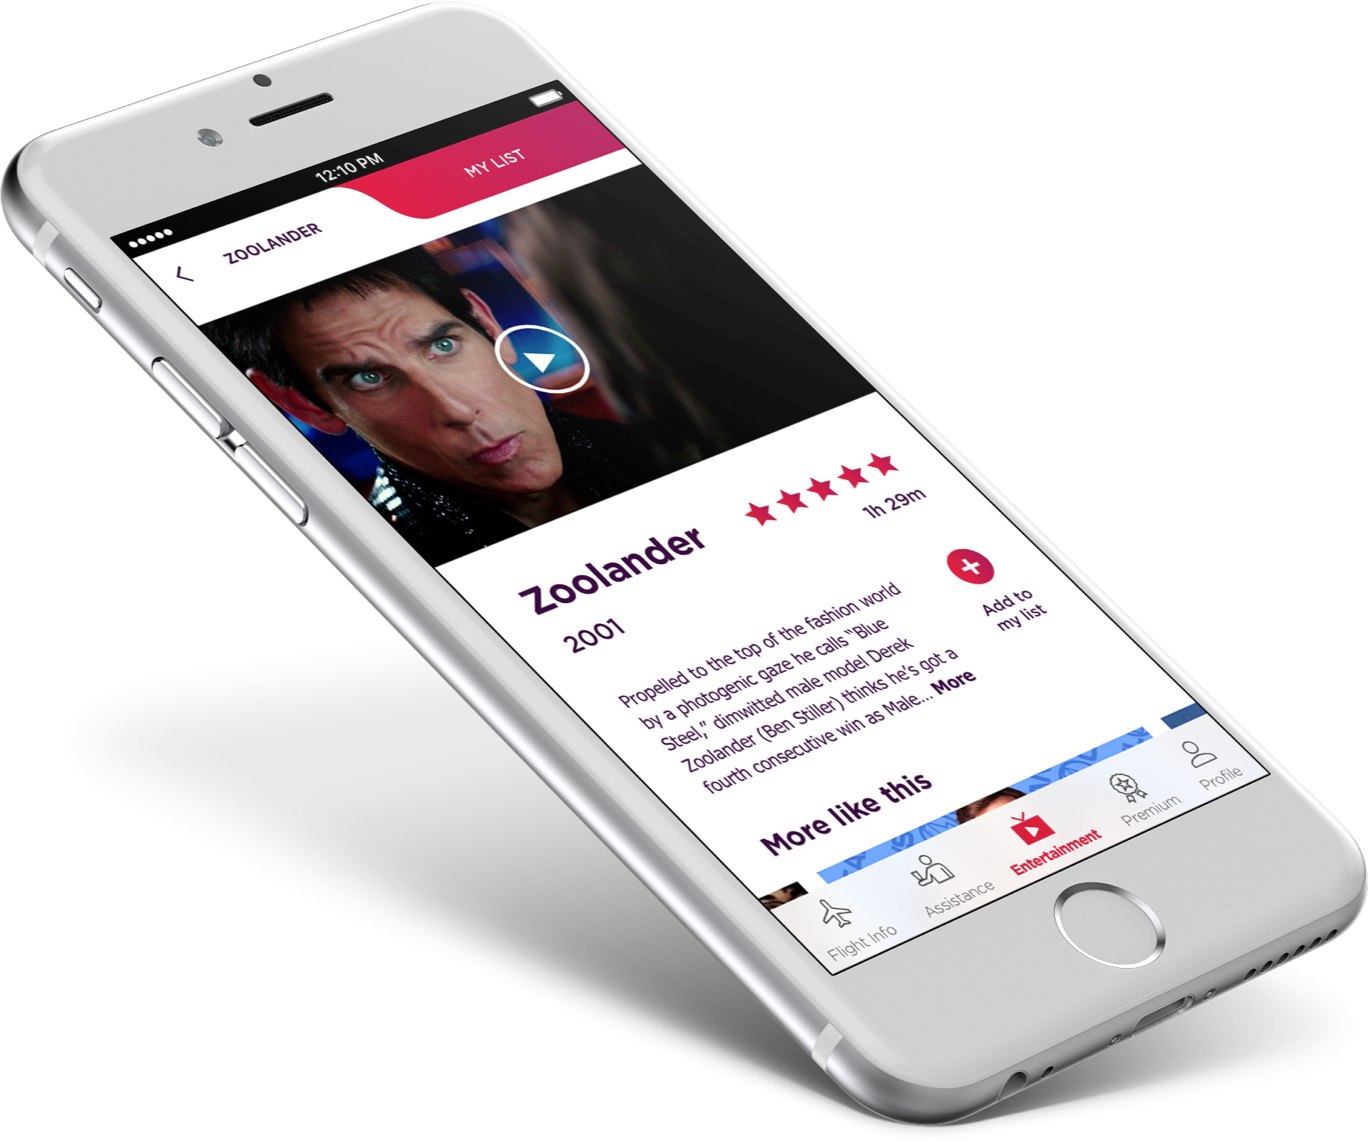 12:10 PM
ZOOLANDER
MY LIST
Zoolander
2001
1h 29m
Propelled to the top of the fashion world
by a photogenic gaze he calls “Blue
Steel,” dimwitted male model Derek
Zoolander (Ben Stiller) thinks he’s got a
fourth consecutive win as Male... More
Add to
my list
More like this
Flight Info
Assistance
Entertainment
Premium
Profile